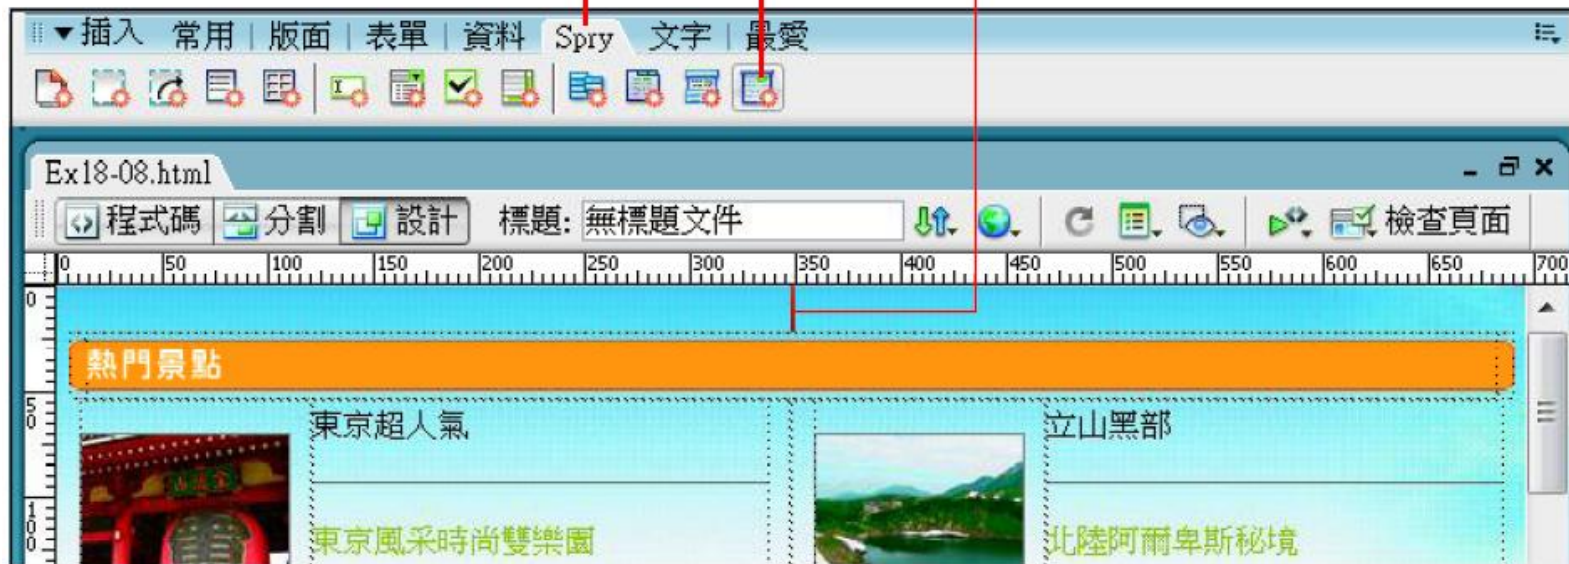 ▼插入 常用 | 版面 | 表單 | 資料 Spry 文字 | 最愛
Ex18-08.html
程式碼 分割 設計 標題: 無標題文件 檢查頁面
0 50 100 150 200 250 300 350 400 450 500 550 600 650 700
0
熱門景點
50
東京超人氣 立山黑部
100
東京風采時尚雙樂園 北陸阿爾卑斯秘境